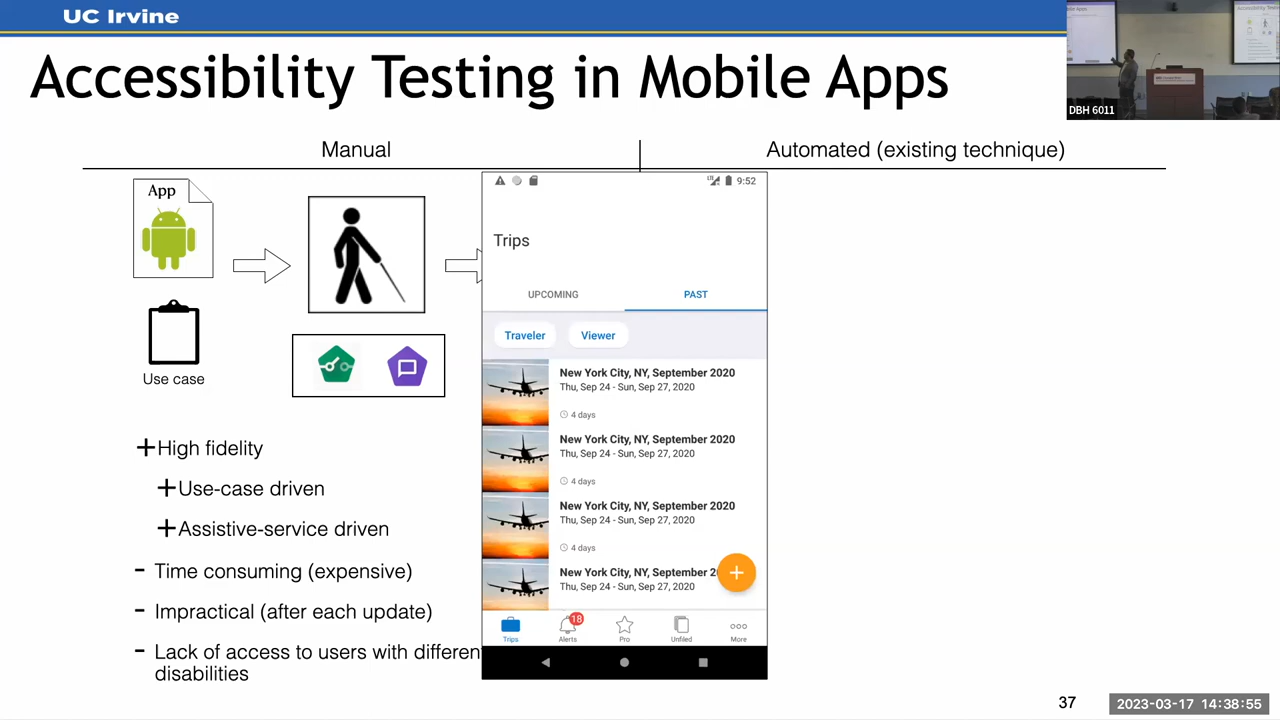 UC Irvine
Accessibility Testing in Mobile Apps
DBH 6011
Manual
Automated (existing technique)
App
Use case
+High fidelity
+Use-case driven
+Assistive-service driven
- Time consuming (expensive)
- Impractical (after each update)
- Lack of access to users with differen
disabilities
LTE 9:52
Trips
UPCOMING PAST
Traveler Viewer
New York City, NY, September 2020
Thu, Sep 24 - Sun, Sep 27, 2020
4 days
New York City, NY, September 2020
Thu, Sep 24 - Sun, Sep 27, 2020
4 days
New York City, NY, September 2020
Thu, Sep 24 - Sun, Sep 27, 2020
4 days
New York City, NY, September 2
Thu, Sep 24 - Sun, Sep 27, 2020
+
18
Trips Alerts Pro Unfiled More
37
2023-03-17 14:38:55